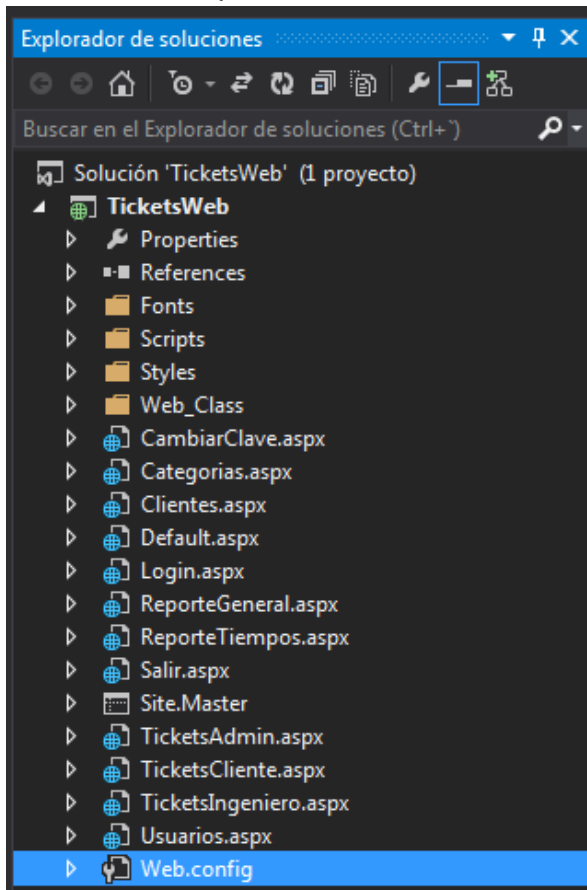 Explorador de soluciones
Buscar en el Explorador de soluciones (Ctrl+`)
Solución 'TicketsWeb' (1 proyecto)
TicketsWeb
Properties
References
Fonts
Scripts
Styles
Web_Class
CambiarClave.aspx
Categorias.aspx
Clientes.aspx
Default.aspx
Login.aspx
ReporteGeneral.aspx
ReporteTiempos.aspx
Salir.aspx
Site.Master
TicketsAdmin.aspx
TicketsCliente.aspx
TicketsIngeniero.aspx
Usuarios.aspx
Web.config